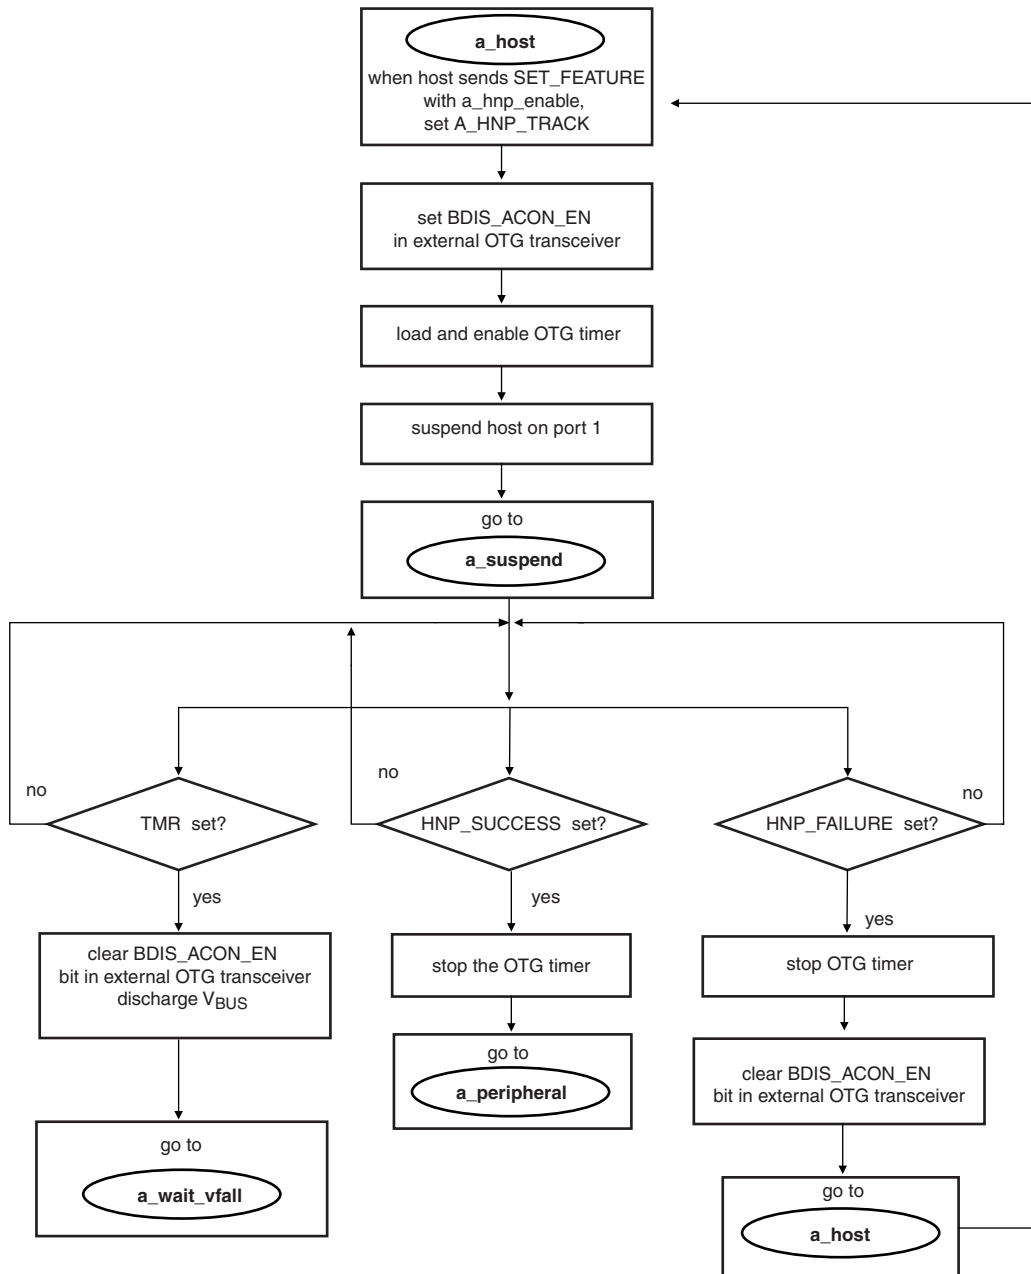 a_host
when host sends SET_FEATURE
with a_hnp_enable,
set A_HNP_TRACK
set BDIS_ACON_EN
in external OTG transceiver
load and enable OTG timer
suspend host on port 1
go to
a_suspend
no
no
no
TMR set?
HNP_SUCCESS set?
HNP_FAILURE set?
yes
yes
yes
clear BDIS_ACON_EN
bit in external OTG transceiver
discharge VBUS
stop the OTG timer
stop OTG timer
go to
a_peripheral
clear BDIS_ACON_EN
bit in external OTG transceiver
go to
a_wait_vfall
go to
a_host